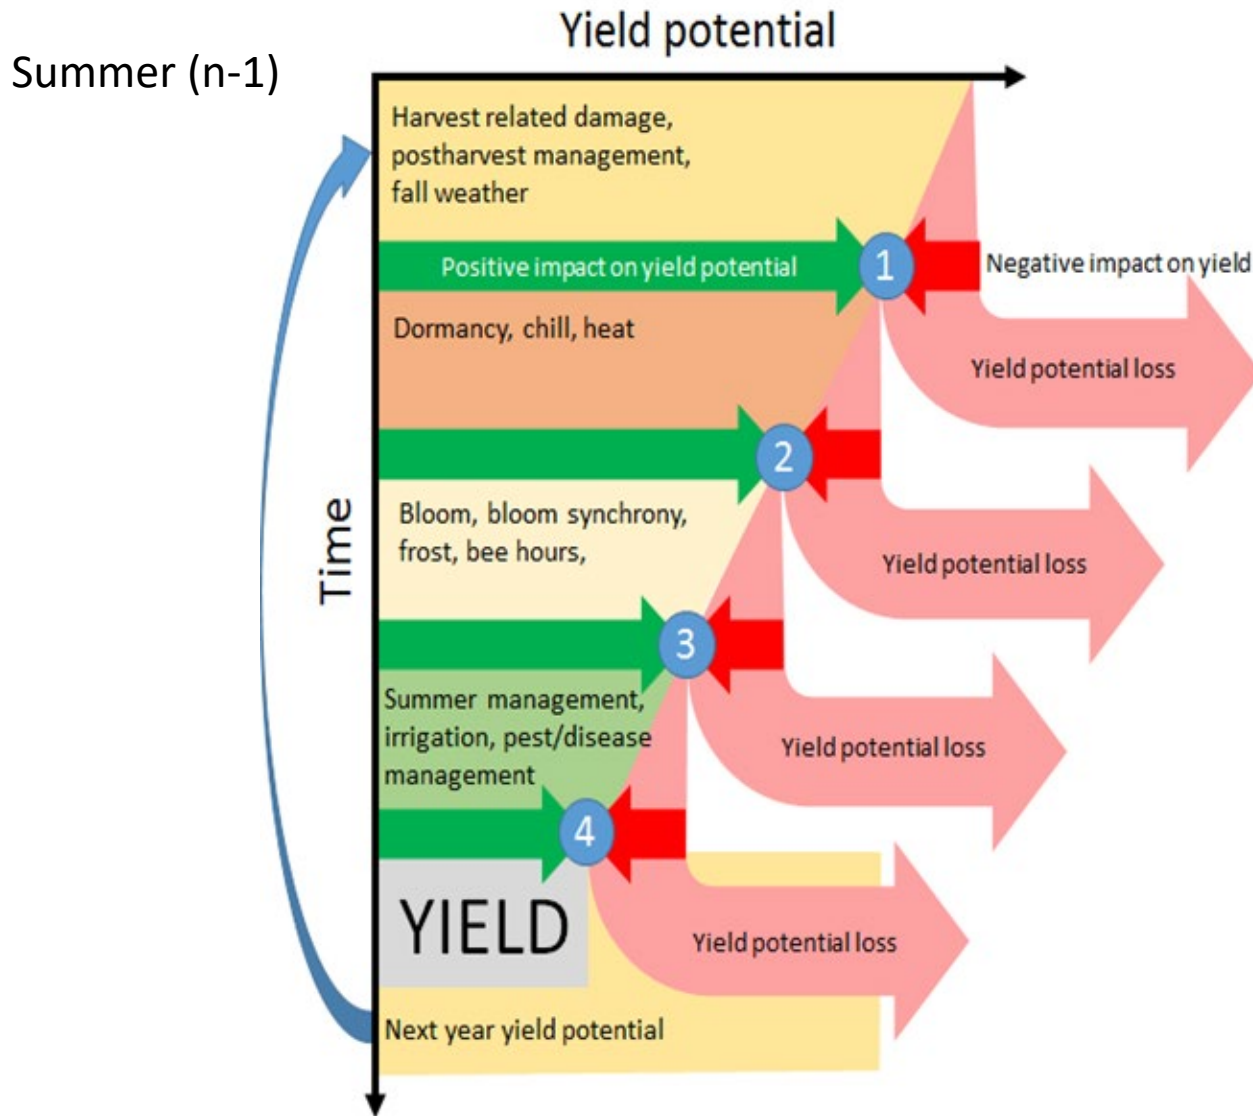 Yield potential
Summer (n-1)
Harvest related damage,
postharvest management,
fall weather
Positive impact on yield potential
1
Negative impact on yield
Dormancy, chill, heat
Yield potential loss
2
Time
Bloom, bloom synchrony,
frost, bee hours,
Yield potential loss
3
Summer management,
irrigation, pest/disease
management
Yield potential loss
4
YIELD
Yield potential loss
Next year yield potential